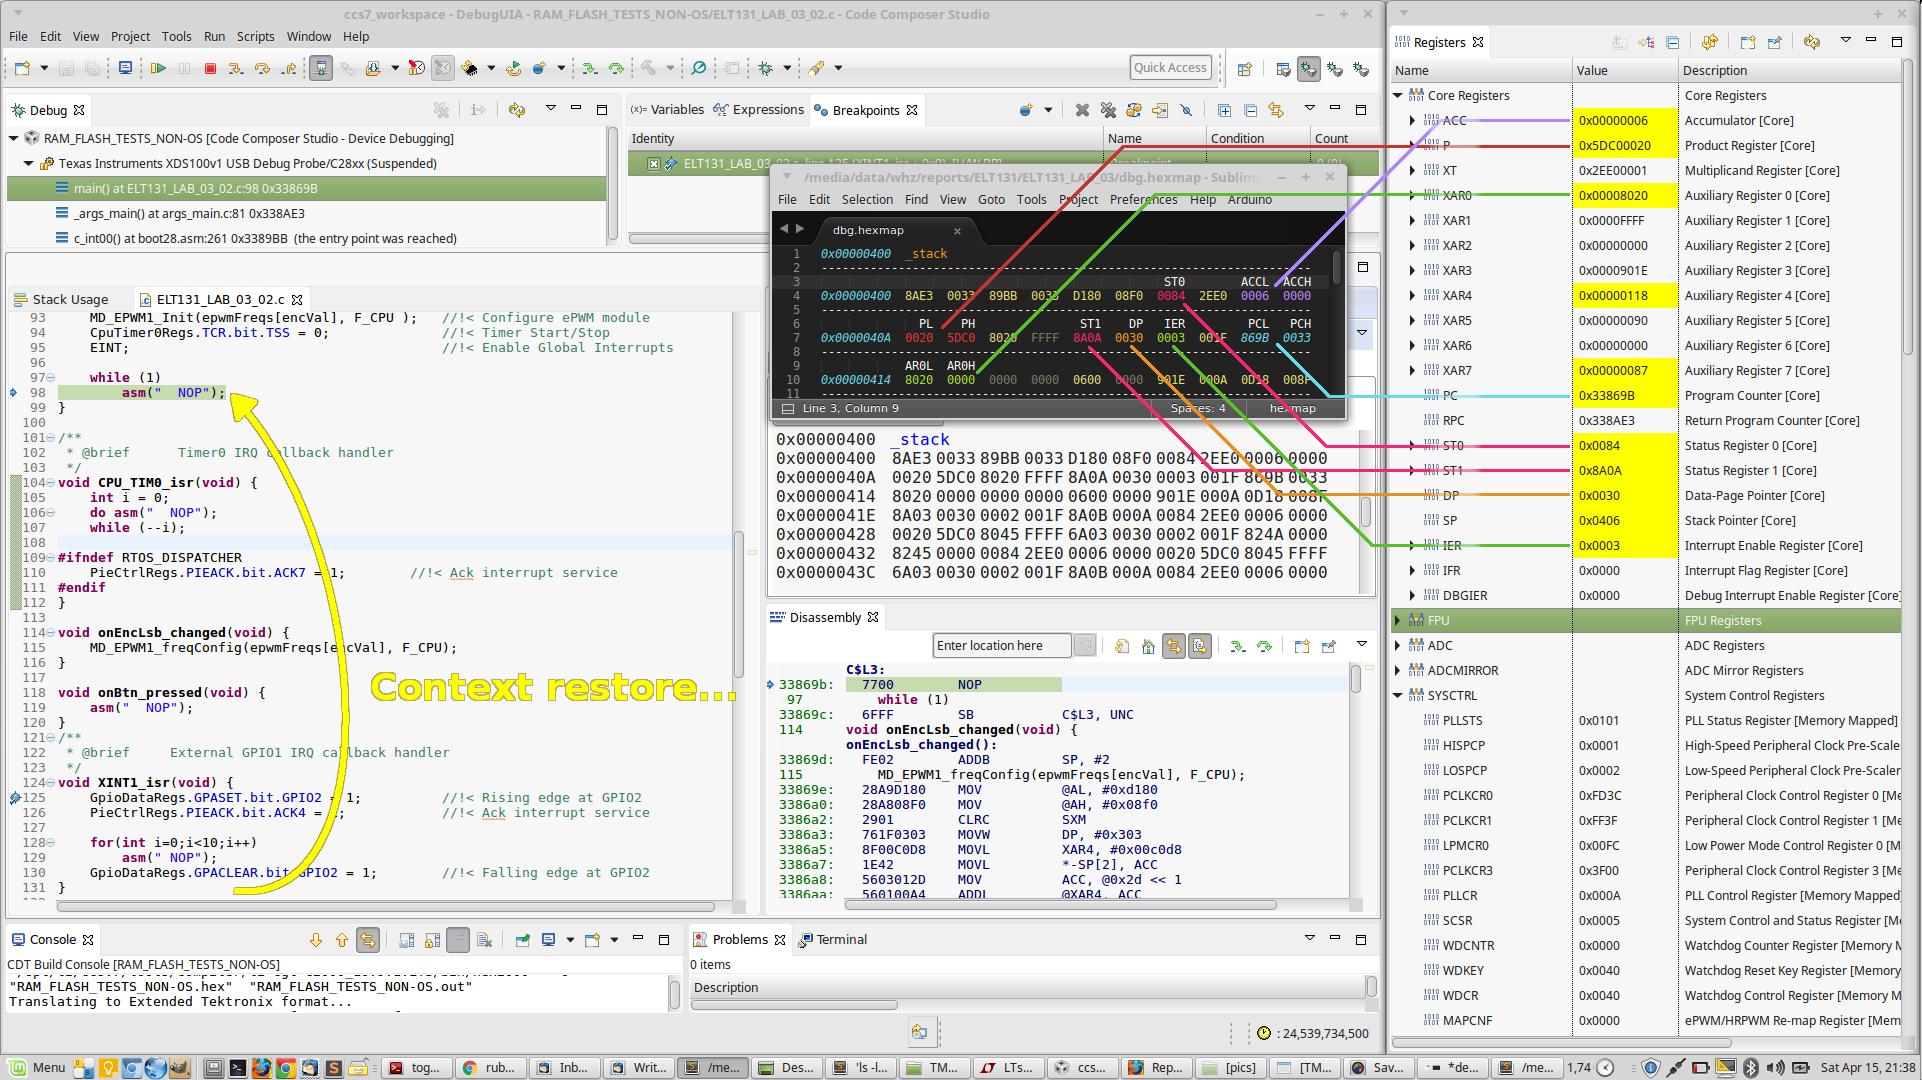 ccs7_workspace - DebugUIA - RAM_FLASH_TESTS_NON-OS/ELT131_LAB_03_02.c - Code Composer Studio
File Edit View Project Tools Run Scripts Window Help
Quick Access
Debug
RAM_FLASH_TESTS_NON-OS [Code Composer Studio - Device Debugging]
Texas Instruments XDS100v1 USB Debug Probe/C28xx (Suspended)
main() at ELT131_LAB_03_02.c:98 0x33869B
_args_main() at args_main.c:81 0x338AE3
c_int00() at boot28.asm:261 0x3389BB (the entry point was reached)
(x)= Variables Expressions Breakpoints
Identity Name Condition Count
/media/data/whz/reports/ELT131/ELT131_LAB_03/dbg.hexmap - Sublime
File Edit Selection Find View Goto Tools Project Preferences Help Arduino
dbg.hexmap
1 0x00000400 _stack
2
3 ST0 ACCL ACCH
4 0x00000400 8AE3 0033 89BB 0033 D180 08F0 0084 2EE0 0006 0000
5
6 PL PH ST1 DP IER PCL PCH
7 0x0000040A 0020 5DC0 8020 FFFF 8A0A 0030 0003 001F 869B 0033
8
9 AR0L AR0H
10 0x00000414 8020 0000 0000 0000 0600 0000 901E 000A 0D18 008F
11
Line 3, Column 9 Spaces: 4 hexmap
Stack Usage ELT131_LAB_03_02.c
93 MD_EPWM1_Init(epwmFreqs[encVal], F_CPU ); //!< Configure ePWM module
94 CpuTimer0Regs.TCR.bit.TSS = 0; //!< Timer Start/Stop
95 EINT; //!< Enable Global Interrupts
96
97 while (1)
98 asm("  NOP");
99 }
100
101 /**
102 * @brief Timer0 IRQ callback handler
103 */
104 void CPU_TIM0_isr(void) {
105 int i = 0;
106 do asm("  NOP");
107 while (--i);
108
109 #ifndef RTOS_DISPATCHER
110 PieCtrlRegs.PIEACK.bit.ACK7 = 1; //!< Ack interrupt service
111 #endif
112 }
113
114 void onEncLsb_changed(void) {
115 MD_EPWM1_freqConfig(epwmFreqs[encVal], F_CPU);
116 }
117
118 void onBtn_pressed(void) {
119 asm("  NOP");
120 }
121 /**
122 * @brief External GPIO1 IRQ callback handler
123 */
124 void XINT1_isr(void) {
125 GpioDataRegs.GPASET.bit.GPIO2 = 1; //!< Rising edge at GPIO2
126 PieCtrlRegs.PIEACK.bit.ACK4 = 1; //!< Ack interrupt service
127
128 for(int i=0;i<10;i++)
129 asm(" NOP");
130 GpioDataRegs.GPACLEAR.bit.GPIO2 = 1; //!< Falling edge at GPIO2
131 }
Context restore...
0x00000400 _stack
0x00000400 8AE3 0033 89BB 0033 D180 08F0 0084 2EE0 0006 0000
0x0000040A 0020 5DC0 8020 FFFF 8A0A 0030 0003 001F 869B 0033
0x00000414 8020 0000 0000 0000 0600 0000 901E 000A 0D18 008F
0x0000041E 8A03 0030 0002 001F 8A0B 000A 0084 2EE0 0006 0000
0x00000428 0020 5DC0 8045 FFFF 6A03 0030 0002 001F 824A 0000
0x00000432 8245 0000 0084 2EE0 0006 0000 0020 5DC0 8045 FFFF
0x0000043C 6A03 0030 0002 001F 8A0B 000A 0084 2EE0 0006 0000
Disassembly
Enter location here
C$L3:
33869b: 7700 NOP
97 while (1)
33869c: 6FFF SB C$L3, UNC
114 void onEncLsb_changed(void) {
onEncLsb_changed():
33869d: FE02 ADDB SP, #2
115 MD_EPWM1_freqConfig(epwmFreqs[encVal], F_CPU);
33869e: 28A9D180 MOV @AL, #0xd180
3386a0: 28A808F0 MOV @AH, #0x08f0
3386a2: 2901 CLRC SXM
3386a3: 761F0303 MOVW DP, #0x303
3386a5: 8F00C0D8 MOVL XAR4, #0x00c0d8
3386a7: 1E42 MOVL *-SP[2], ACC
3386a8: 5603012D MOV ACC, @0x2d << 1
3386aa: 560100A4 ADDL @XAR4, ACC
Console
CDT Build Console [RAM_FLASH_TESTS_NON-OS]
"RAM_FLASH_TESTS_NON-OS.hex" "RAM_FLASH_TESTS_NON-OS.out"
Translating to Extended Tektronix format...
Problems Terminal
0 items
Description
: 24,539,734,500
Registers
Name Value Description
Core Registers Core Registers
ACC 0x00000006 Accumulator [Core]
P 0x5DC00020 Product Register [Core]
XT 0x2EE00001 Multiplicand Register [Core]
XAR0 0x00008020 Auxiliary Register 0 [Core]
XAR1 0x0000FFFF Auxiliary Register 1 [Core]
XAR2 0x00000000 Auxiliary Register 2 [Core]
XAR3 0x0000901E Auxiliary Register 3 [Core]
XAR4 0x00000118 Auxiliary Register 4 [Core]
XAR5 0x00000090 Auxiliary Register 5 [Core]
XAR6 0x00000000 Auxiliary Register 6 [Core]
XAR7 0x00000087 Auxiliary Register 7 [Core]
PC 0x33869B Program Counter [Core]
RPC 0x338AE3 Return Program Counter [Core]
ST0 0x0084 Status Register 0 [Core]
ST1 0x8A0A Status Register 1 [Core]
DP 0x0030 Data-Page Pointer [Core]
SP 0x0406 Stack Pointer [Core]
IER 0x0003 Interrupt Enable Register [Core]
IFR 0x0000 Interrupt Flag Register [Core]
DBGIER 0x0000 Debug Interrupt Enable Register [Core]
FPU FPU Registers
ADC ADC Registers
ADCMIRROR ADC Mirror Registers
SYSCTRL System Control Registers
PLLSTS 0x0101 PLL Status Register [Memory Mapped]
HISPCP 0x0001 High-Speed Peripheral Clock Pre-Scale
LOSPCP 0x0002 Low-Speed Peripheral Clock Pre-Scaler
PCLKCR0 0xFD3C Peripheral Clock Control Register 0 [Me
PCLKCR1 0xFF3F Peripheral Clock Control Register 1 [Me
LPMCR0 0x00FC Low Power Mode Control Register 0
PCLKCR3 0x3F00 Peripheral Clock Control Register 3 [Me
PLLCR 0x000A PLL Control Register [Memory Mapped]
SCSR 0x0005 System Control and Status Register [Me
WDCNTR 0x0000 Watchdog Counter Register [Memory M
WDKEY 0x0040 Watchdog Reset Key Register [Memory
WDCR 0x0040 Watchdog Control Register [Memory M
MAPCNF 0x0000 ePWM/HRPWM Re-map Register [Mem
Menu tog... rub... Inb... Writ... /me... Des... 'ls -l... TM... LTs... ccs... Rep... [pics] [TM... Sav... *de... /me... 1,74 Sat Apr 15, 21:38